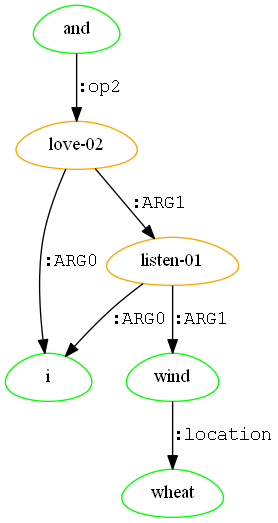 and
:op2
love-02
:ARG1
:ARG0
listen-01
:ARG0
:ARG1
i
wind
:location
wheat